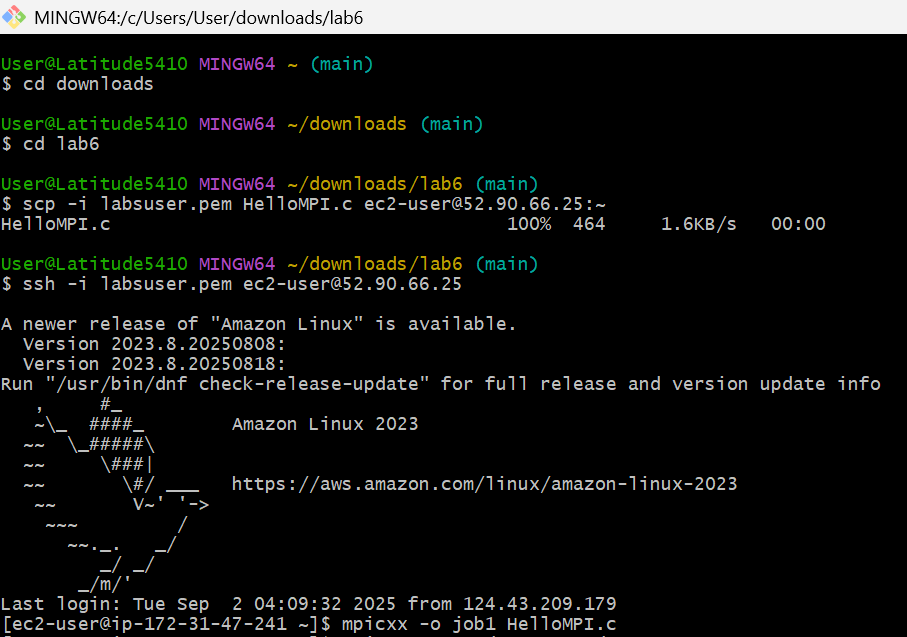 MINGW64:/c/Users/User/downloads/lab6
User@Latitude5410 MINGW64 ~ (main)
$ cd downloads
User@Latitude5410 MINGW64 ~/downloads (main)
$ cd lab6
User@Latitude5410 MINGW64 ~/downloads/lab6 (main)
$ scp -i labsuser.pem HelloMPI.c ec2-user@52.90.66.25:~
HelloMPI.c                                    100%  464     1.6KB/s   00:00
User@Latitude5410 MINGW64 ~/downloads/lab6 (main)
$ ssh -i labsuser.pem ec2-user@52.90.66.25
A newer release of "Amazon Linux" is available.
  Version 2023.8.20250808:
  Version 2023.8.20250818:
Run "/usr/bin/dnf check-release-update" for full release and version update info
   ,     #_
   ~\_  ####_        Amazon Linux 2023
  ~~  \_#####\
  ~~     \###|
  ~~       \#/ ___   https://aws.amazon.com/linux/amazon-linux-2023
   ~~       V~' '->
    ~~~         /
      ~~._.   _/
         _/ _/
       _/m/'
Last login: Tue Sep  2 04:09:32 2025 from 124.43.209.179
[ec2-user@ip-172-31-47-241 ~]$ mpicxx -o job1 HelloMPI.c